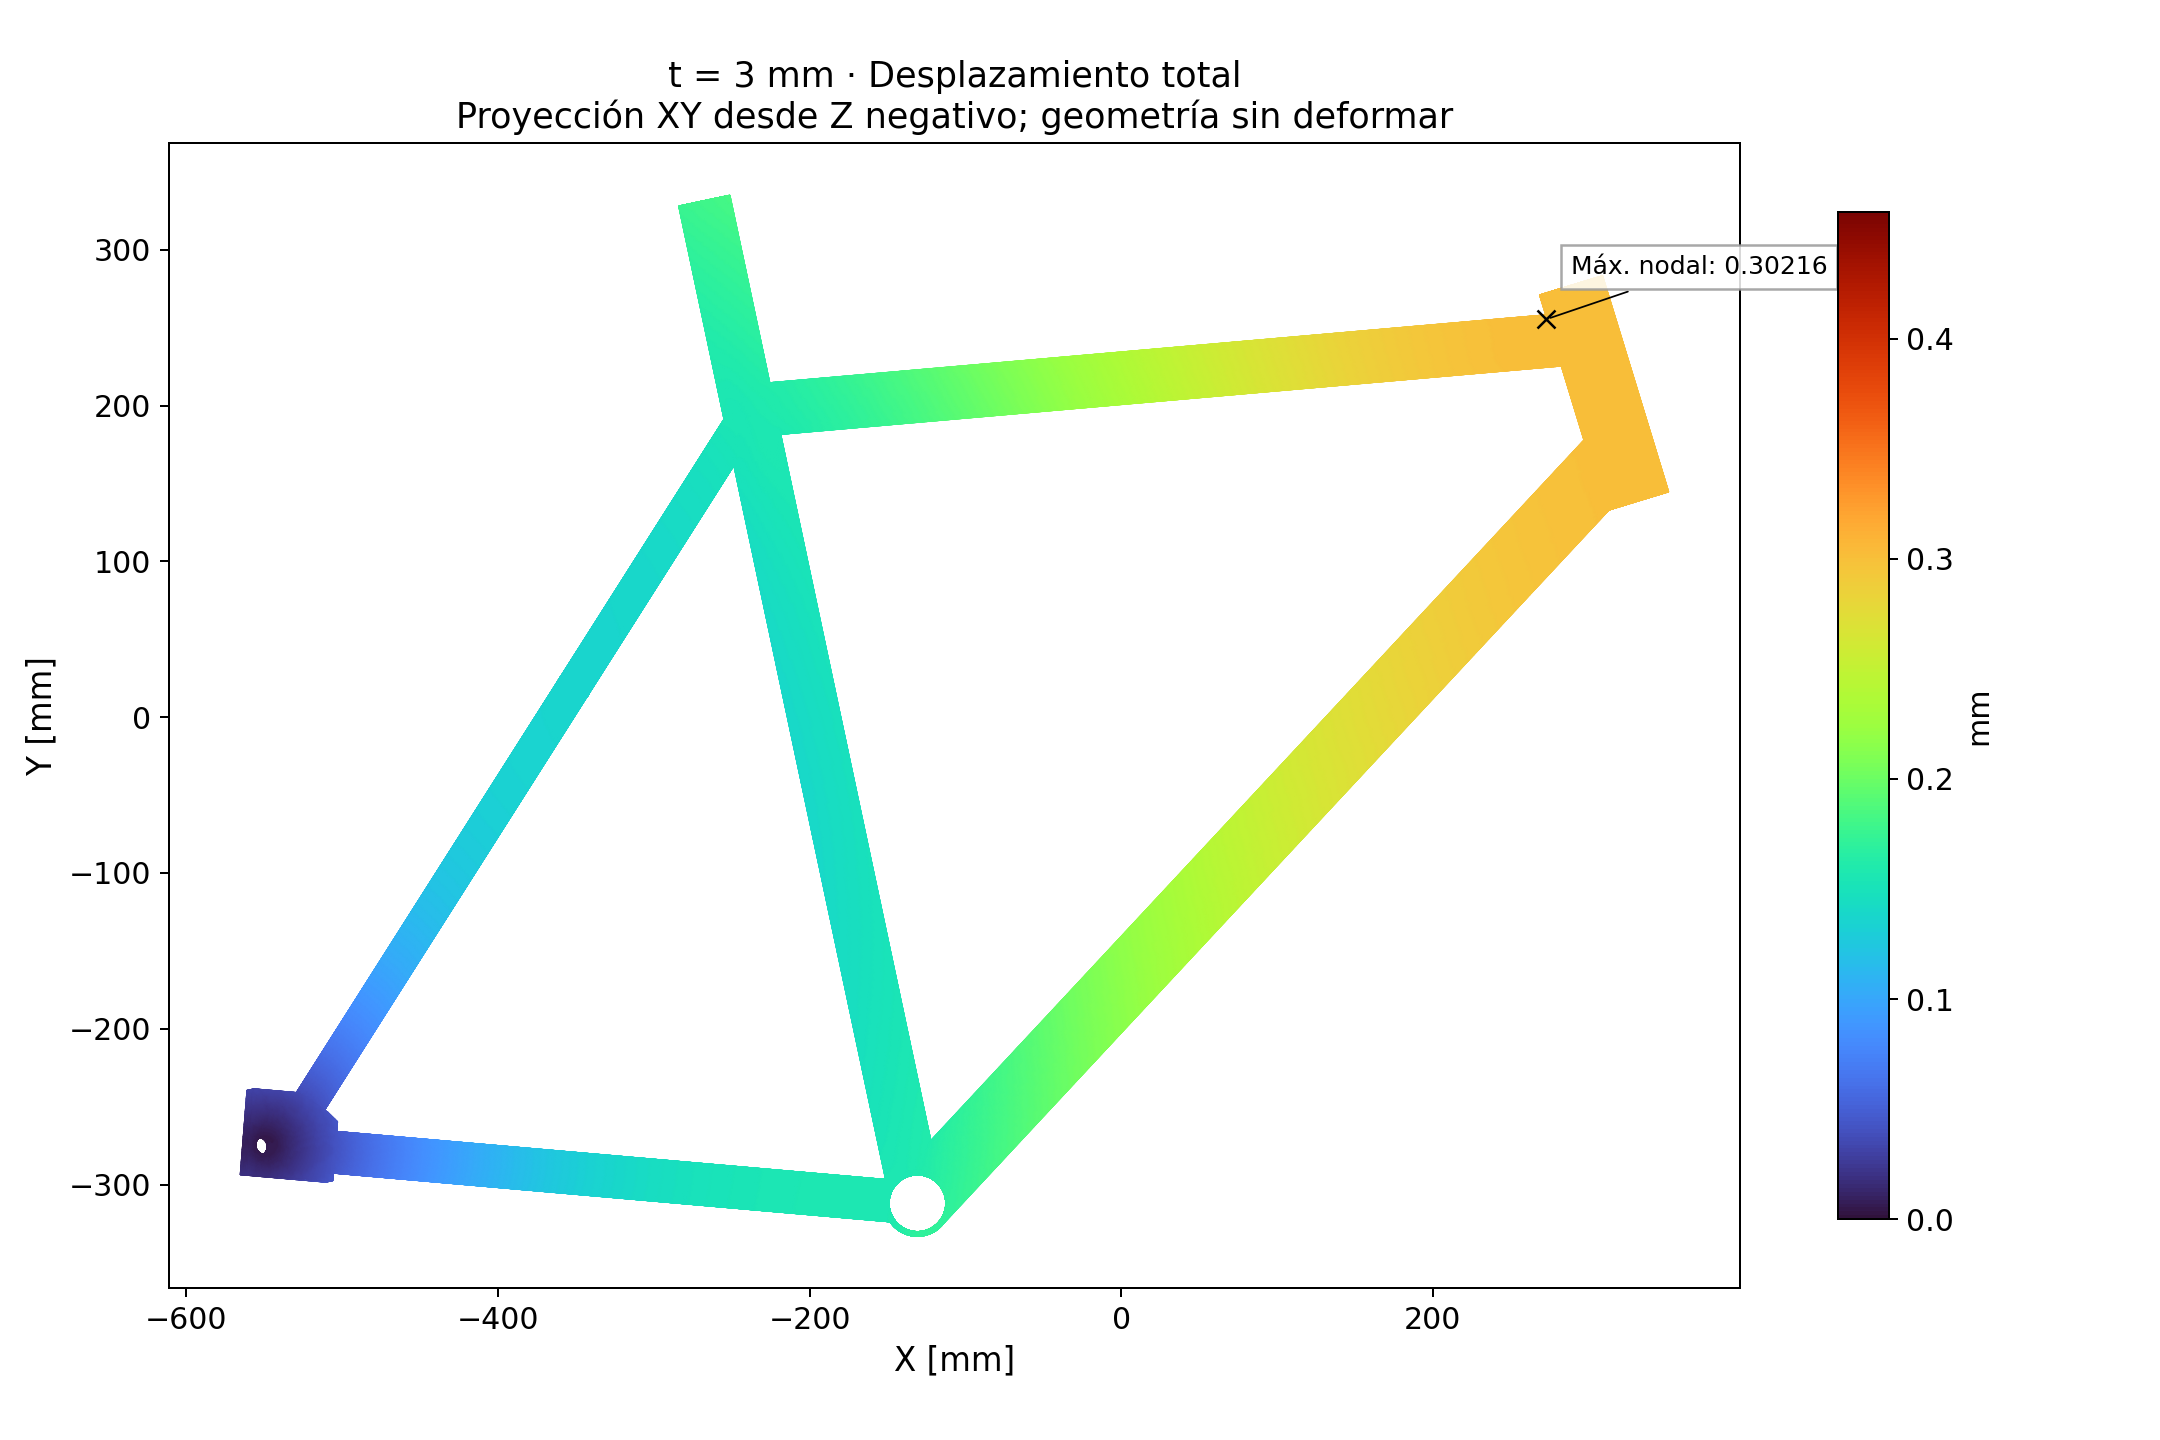 t = 3 mm · Desplazamiento total
Proyección XY desde Z negativo; geometría sin deformar
Máx. nodal: 0.30216
300
200
100
0
−100
−200
−300
Y [mm]
−600
−400
−200
0
200
X [mm]
0.4
0.3
0.2
0.1
0.0
mm